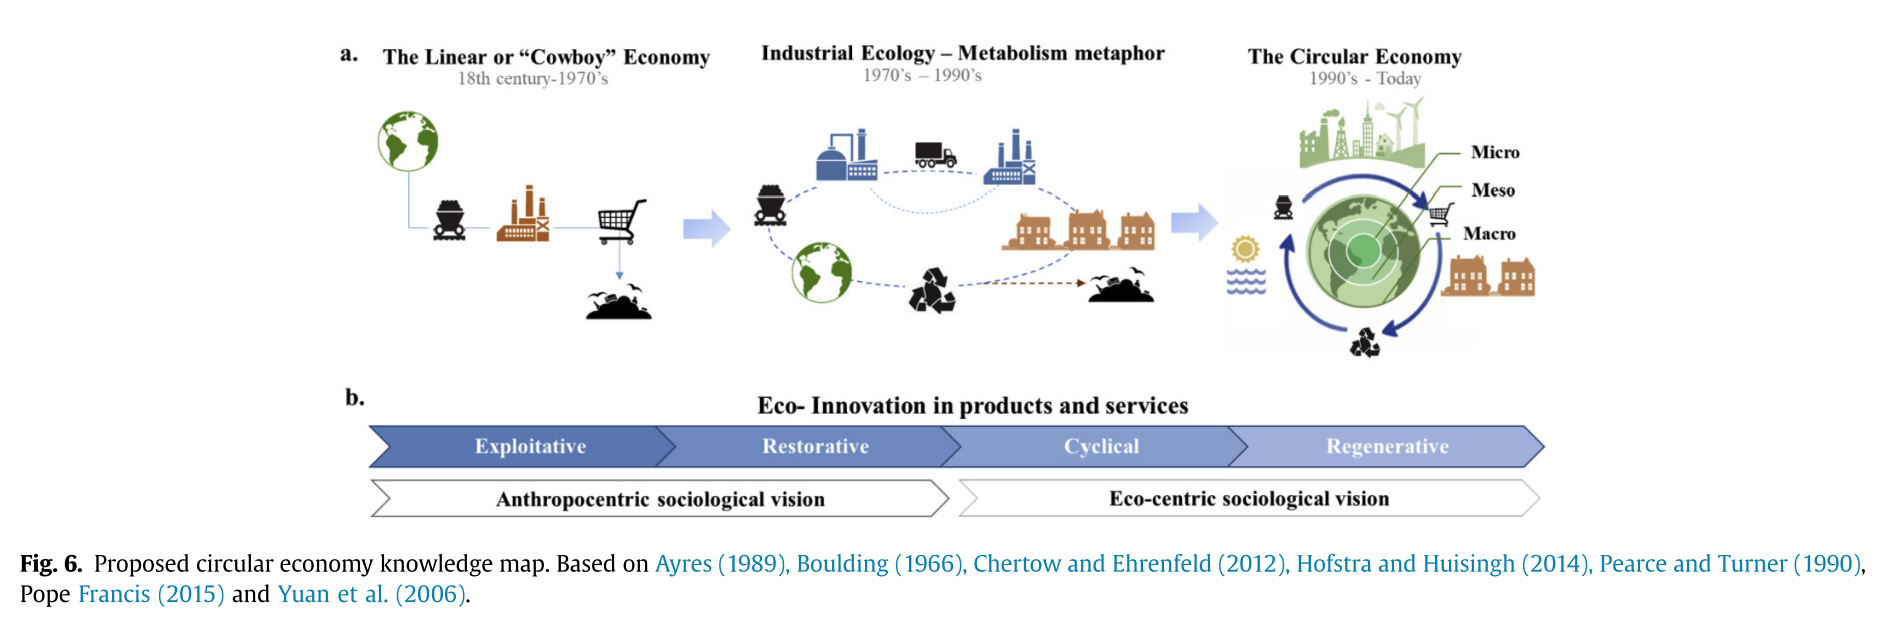 a. The Linear or “Cowboy” Economy
18th century-1970’s
Industrial Ecology – Metabolism metaphor
1970’s – 1990’s
The Circular Economy
1990’s - Today
Micro
Meso
Macro
b.
Eco- Innovation in products and services
Exploitative Restorative Cyclical Regenerative
Anthropocentric sociological vision Eco-centric sociological vision
Fig. 6. Proposed circular economy knowledge map. Based on Ayres (1989), Boulding (1966), Chertow and Ehrenfeld (2012), Hofstra and Huisingh (2014), Pearce and Turner (1990),
Pope Francis (2015) and Yuan et al. (2006).